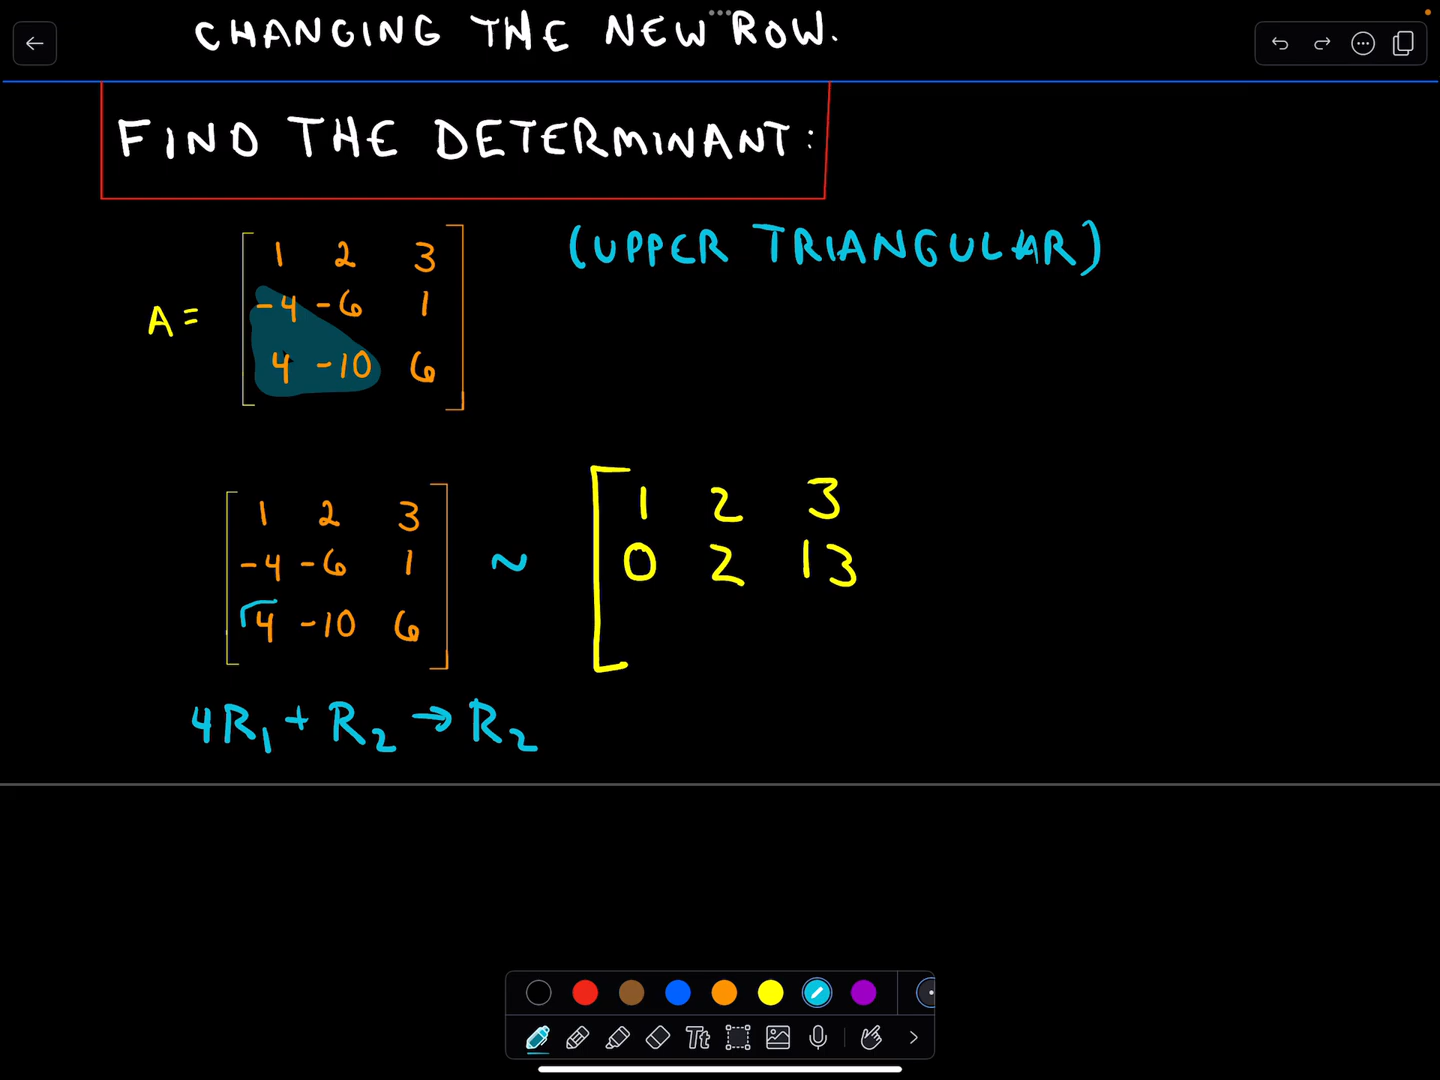 CHANGING THE NEW ROW.
FIND THE DETERMINANT:
(UPPER TRIANGULAR)
A = [ 1 2 3
-4 -6 1
4 -10 6 ]
[ 1 2 3
-4 -6 1
4 -10 6 ] ~ [ 1 2 3
0 2 13
4R₁ + R₂ → R₂
Tt